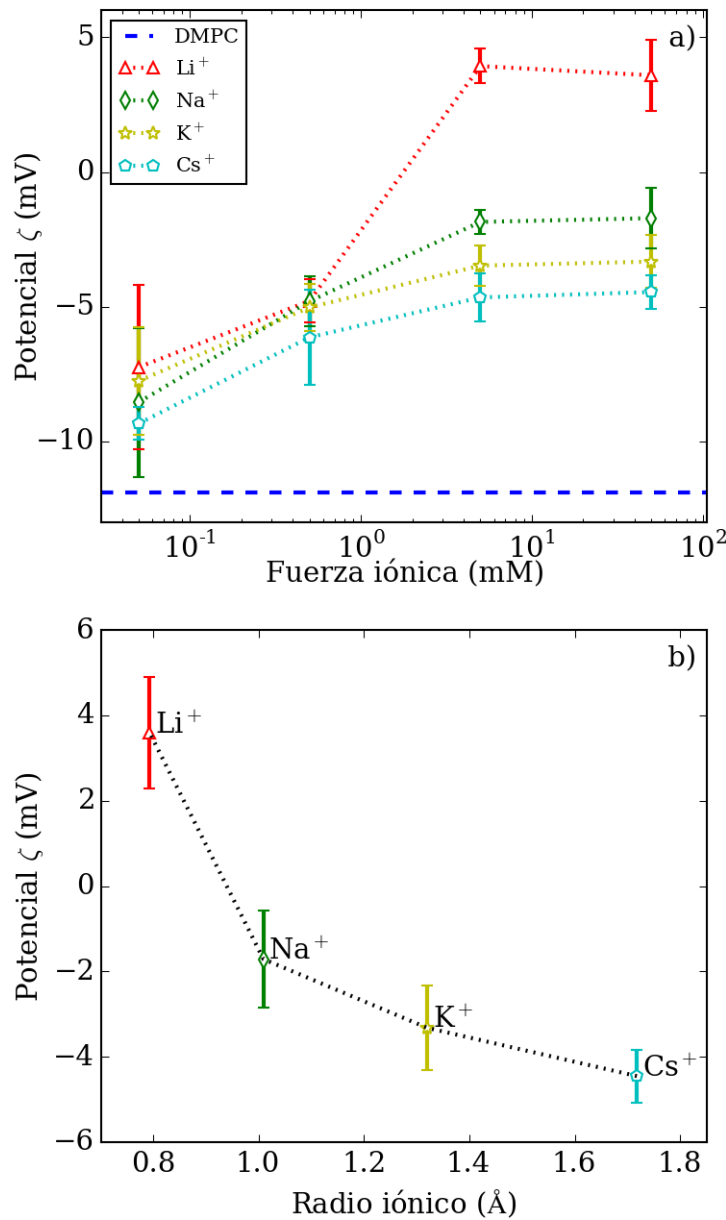 a)
DMPC
Li⁺
Na⁺
K⁺
Cs⁺
5
0
−5
−10
Potencial ζ (mV)
10⁻¹ 10⁰ 10¹ 10²
Fuerza iónica (mM)
b)
6
4
2
0
−2
−4
−6
Potencial ζ (mV)
Li⁺
Na⁺
K⁺
Cs⁺
0.8 1.0 1.2 1.4 1.6 1.8
Radio iónico (Å)